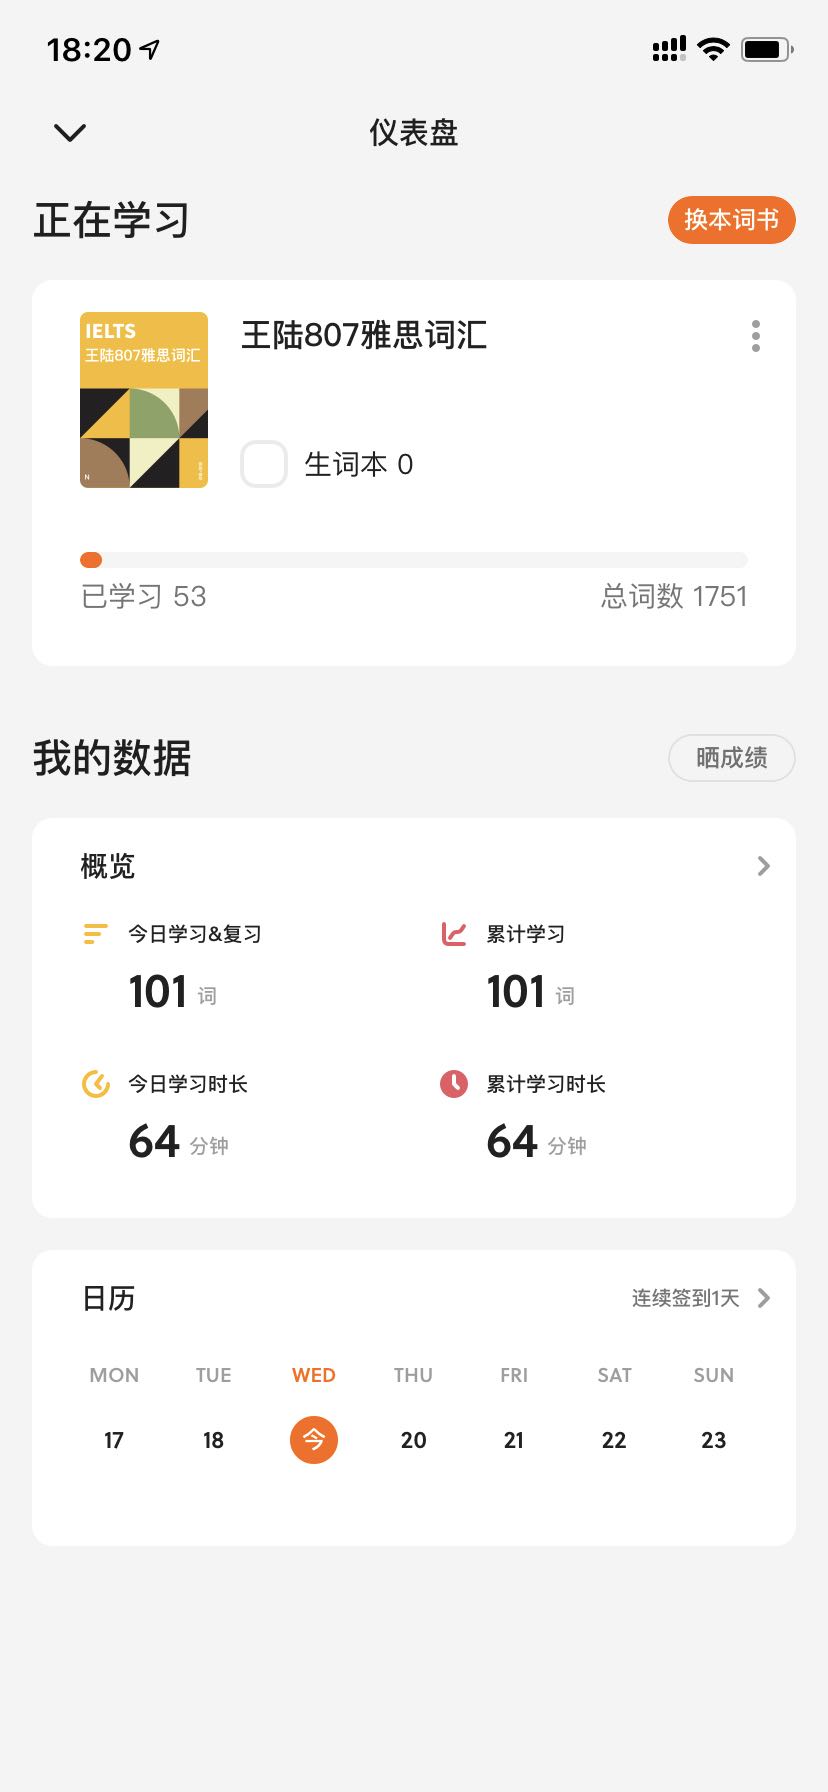 18:20
仪表盘
正在学习
换本词书
IELTS
王陆807雅思词汇
王陆807雅思词汇
N
生词本 0
已学习 53
总词数 1751
我的数据
晒成绩
概览
今日学习&复习
累计学习
101 词
101 词
今日学习时长
累计学习时长
64 分钟
64 分钟
日历
连续签到1天
MON TUE WED THU FRI SAT SUN
17 18 今 20 21 22 23